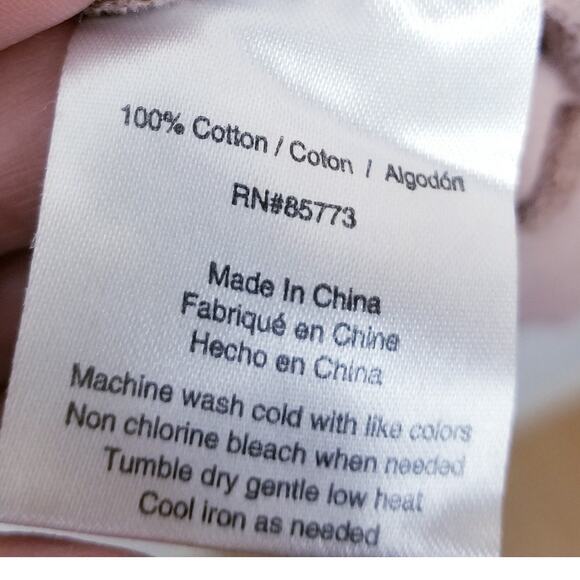 100% Cotton / Coton / Algodón
RN#85773
Made In China
Fabriqué en Chine
Hecho en China
Machine wash cold with like colors
Non chlorine bleach when needed
Tumble dry gentle low heat
Cool iron as needed